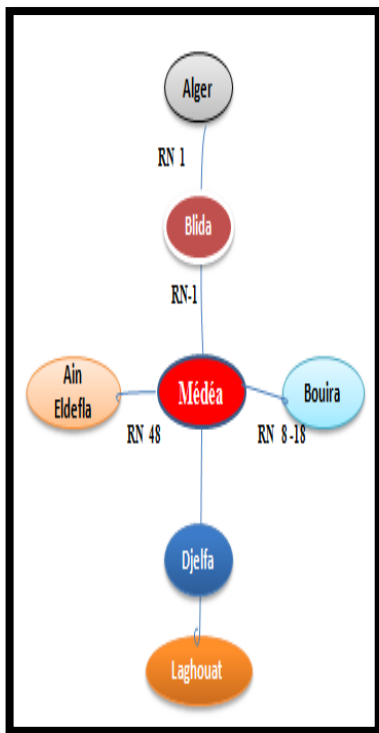 Alger
RN 1
Blida
RN-1
Ain
Eldefla
Médéa
Bouira
RN 48
RN 8-18
Djelfa
Laghouat